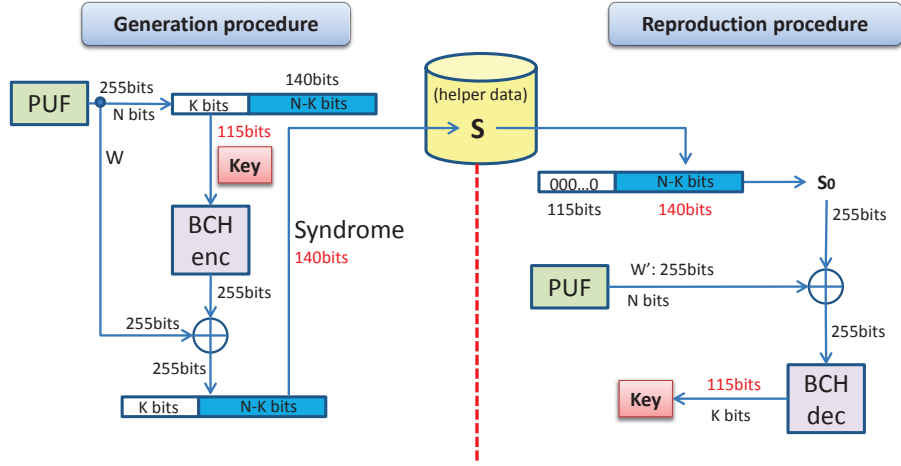 Generation procedure
Reproduction procedure
PUF
255bits
N bits
140bits
K bits
N-K bits
115bits
Key
W
BCH
enc
255bits
255bits
255bits
K bits
N-K bits
Syndrome
140bits
(helper data)
S
000...0
N-K bits
115bits
140bits
S0
255bits
PUF
W': 255bits
N bits
255bits
BCH
dec
115bits
K bits
Key